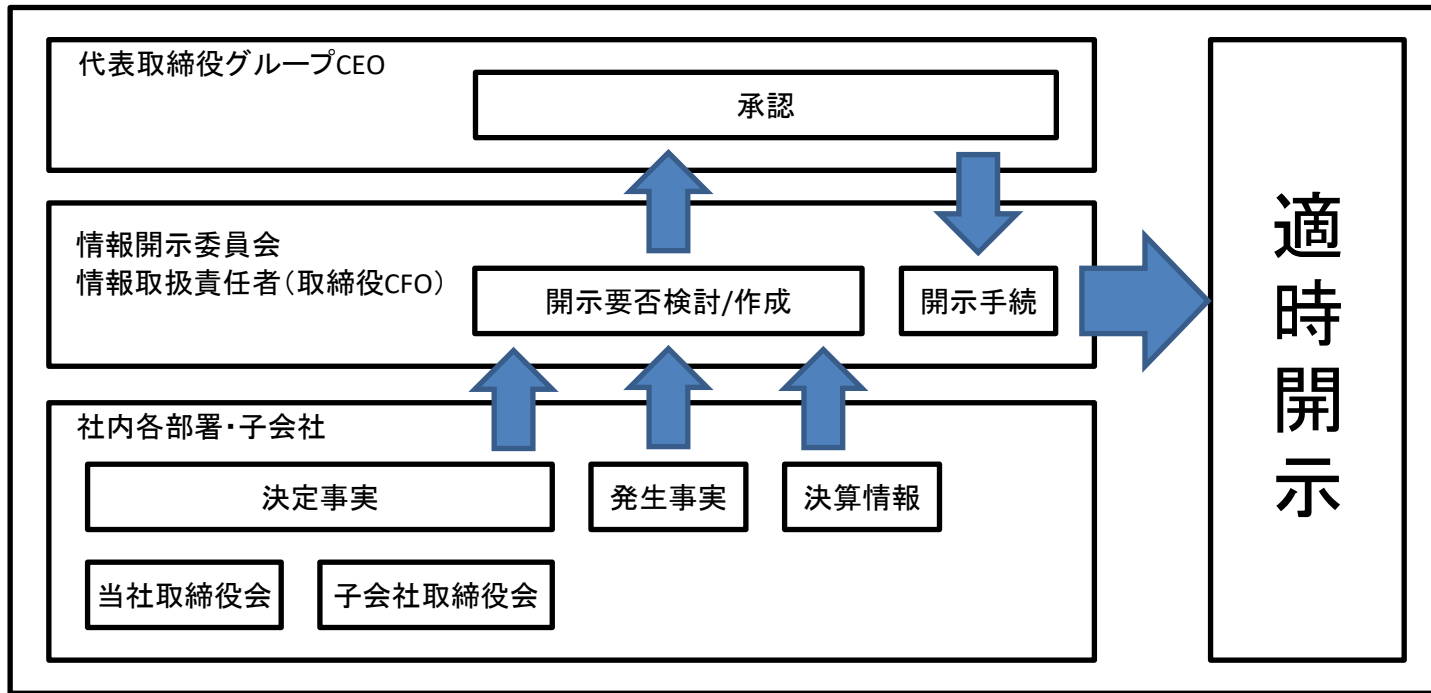 代表取締役グループCEO
承認
情報開示委員会
情報取扱責任者(取締役CFO)
開示要否検討/作成
開示手続
社内各部署・子会社
決定事実
発生事実
決算情報
当社取締役会
子会社取締役会
適時開示